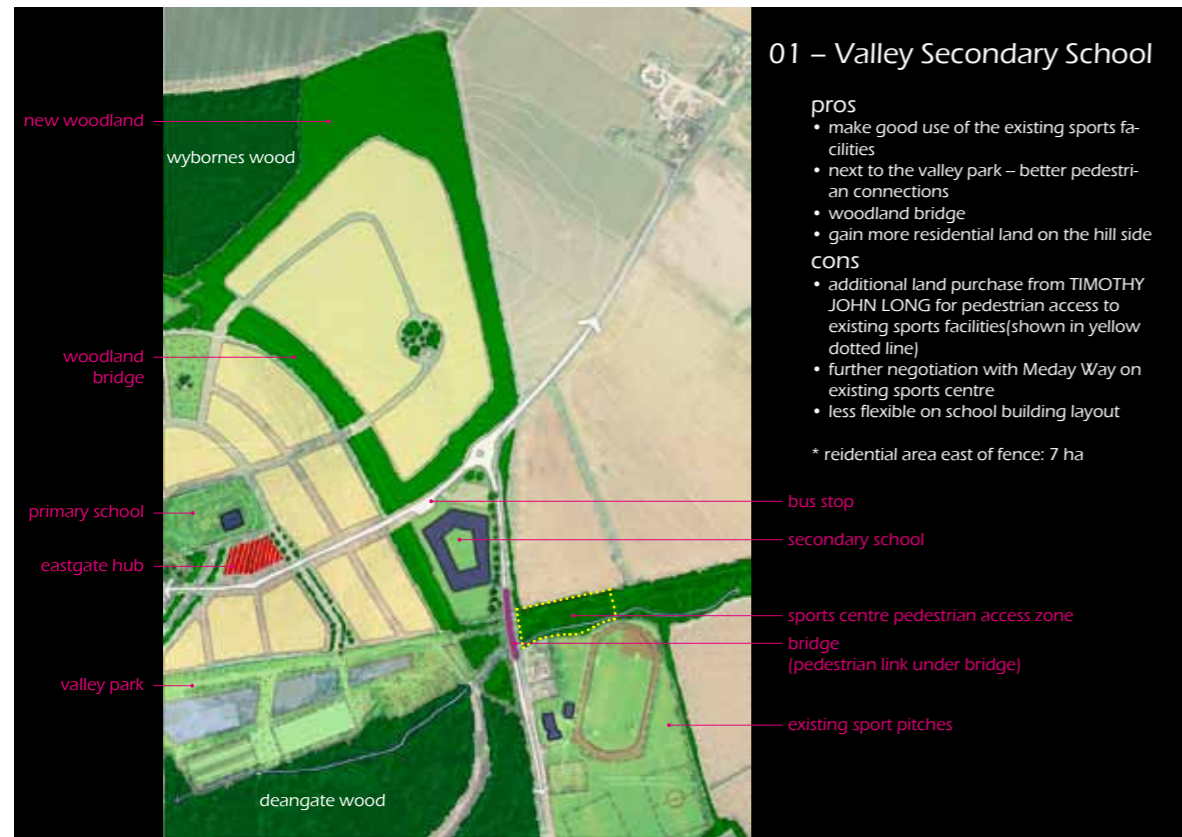 01 – Valley Secondary School
pros
• make good use of the existing sports fa-
cilities
• next to the valley park – better pedestri-
an connections
• woodland bridge
• gain more residential land on the hill side
cons
• additional land purchase from TIMOTHY
JOHN LONG for pedestrian access to
existing sports facilities(shown in yellow
dotted line)
• further negotiation with Meday Way on
existing sports centre
• less flexible on school building layout
* reidential area east of fence: 7 ha
new woodland
wybornes wood
woodland
bridge
primary school
eastgate hub
valley park
deangate wood
bus stop
secondary school
sports centre pedestrian access zone
bridge
(pedestrian link under bridge)
existing sport pitches